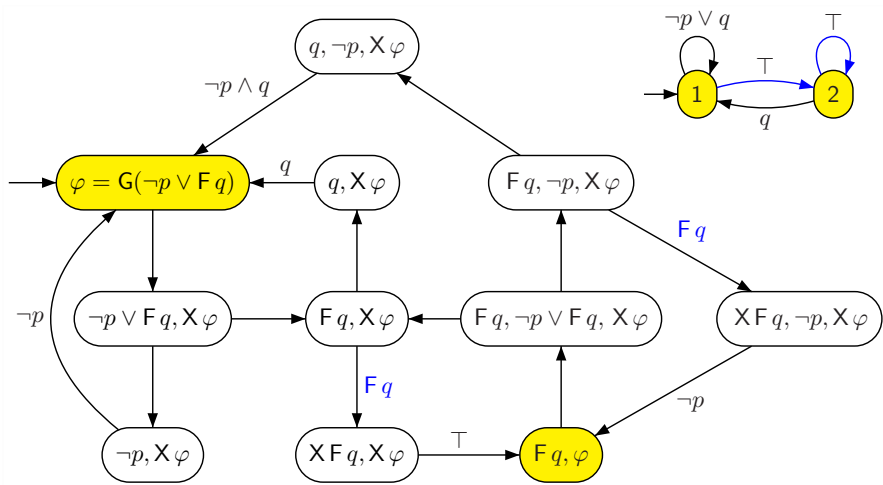 ¬p ∨ q
⊤
q, ¬p, X φ
⊤
¬p ∧ q
1
2
q
φ = G(¬p ∨ F q)
q
q, X φ
F q, ¬p, X φ
F q
¬p
¬p ∨ F q, X φ
F q, X φ
F q, ¬p ∨ F q, X φ
X F q, ¬p, X φ
F q
¬p
¬p, X φ
X F q, X φ
⊤
F q, φ